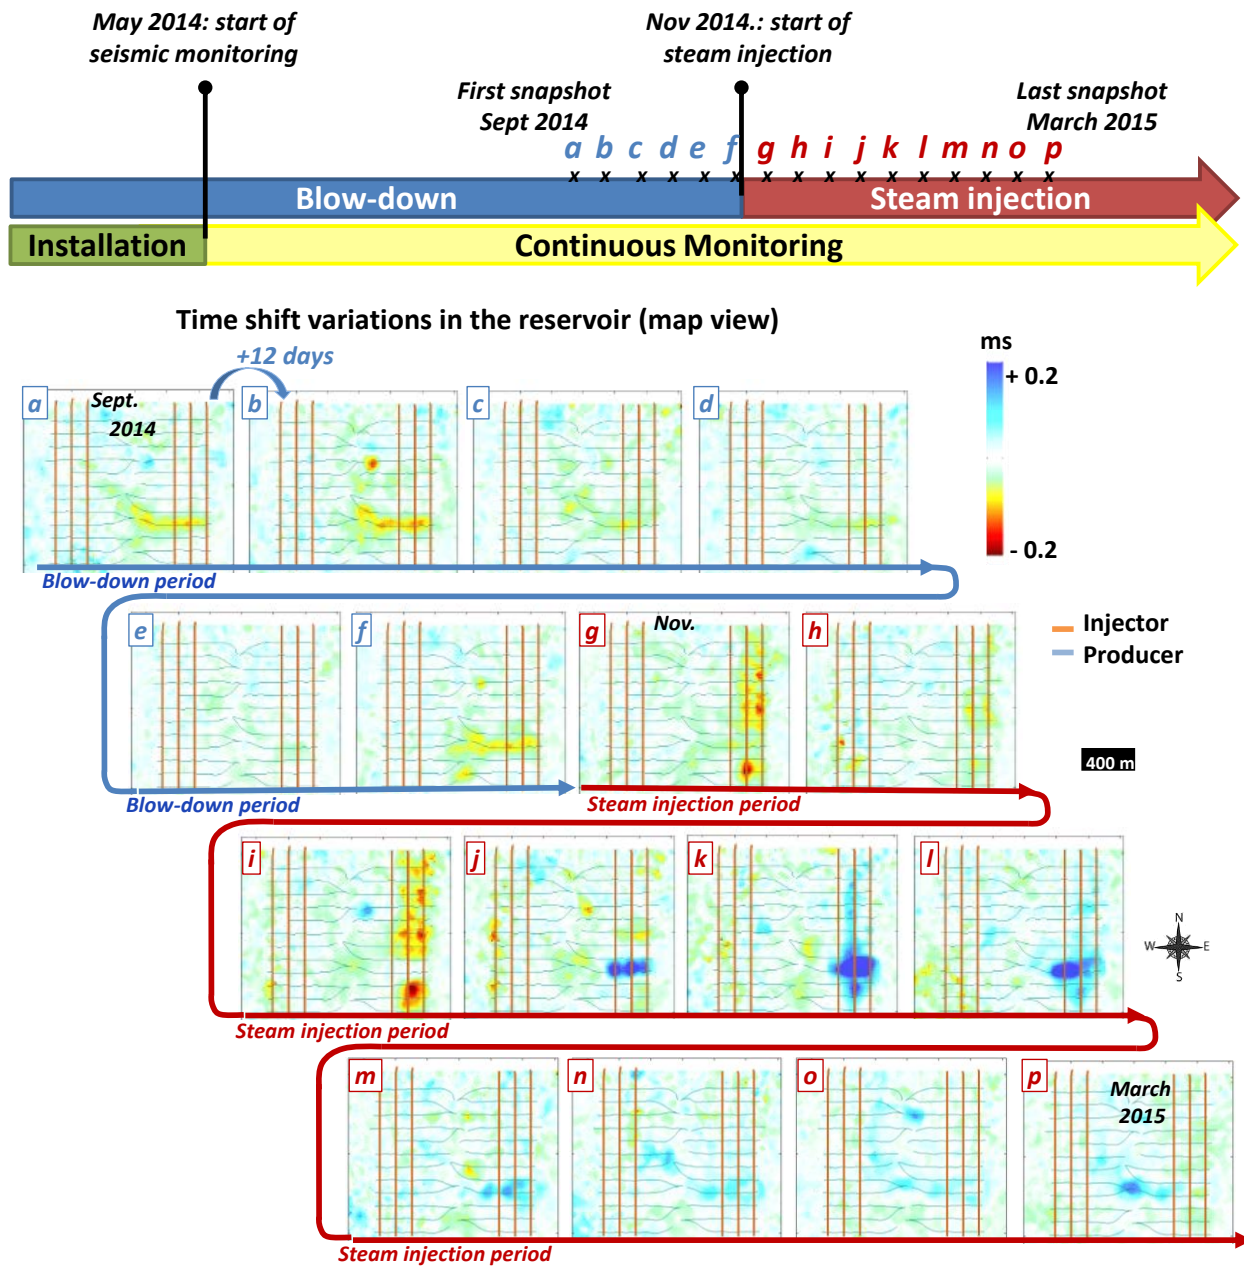 May 2014: start of
seismic monitoring
Nov 2014.: start of
steam injection
First snapshot
Sept 2014
Last snapshot
March 2015
a b c d e f g h i j k l m n o p
x x x x x x x x x x x x x x x x
Blow-down
Steam injection
Installation
Continuous Monitoring
Time shift variations in the reservoir (map view)
ms
+ 0.2
- 0.2
+12 days
a
Sept.
2014
b
c
d
Blow-down period
e
f
g
Nov.
h
Injector
Producer
400 m
Blow-down period
Steam injection period
i
j
k
l
N
W
E
S
Steam injection period
m
n
o
p
March
2015
Steam injection period